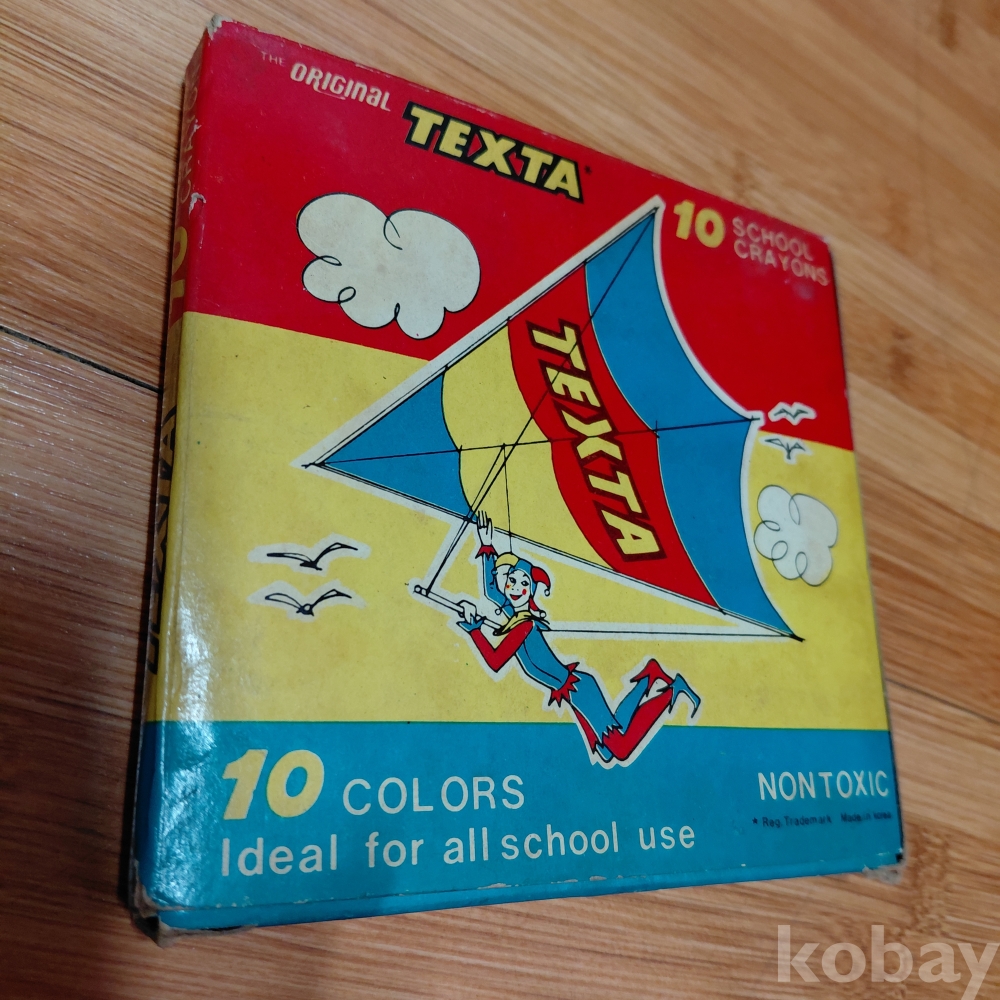 THE ORIGINAL TEXTA
10 SCHOOL
CRAYONS
TEXTA
10 COLORS
Ideal for all school use
NONTOXIC
* Reg. Trademark Made in Korea
kobay